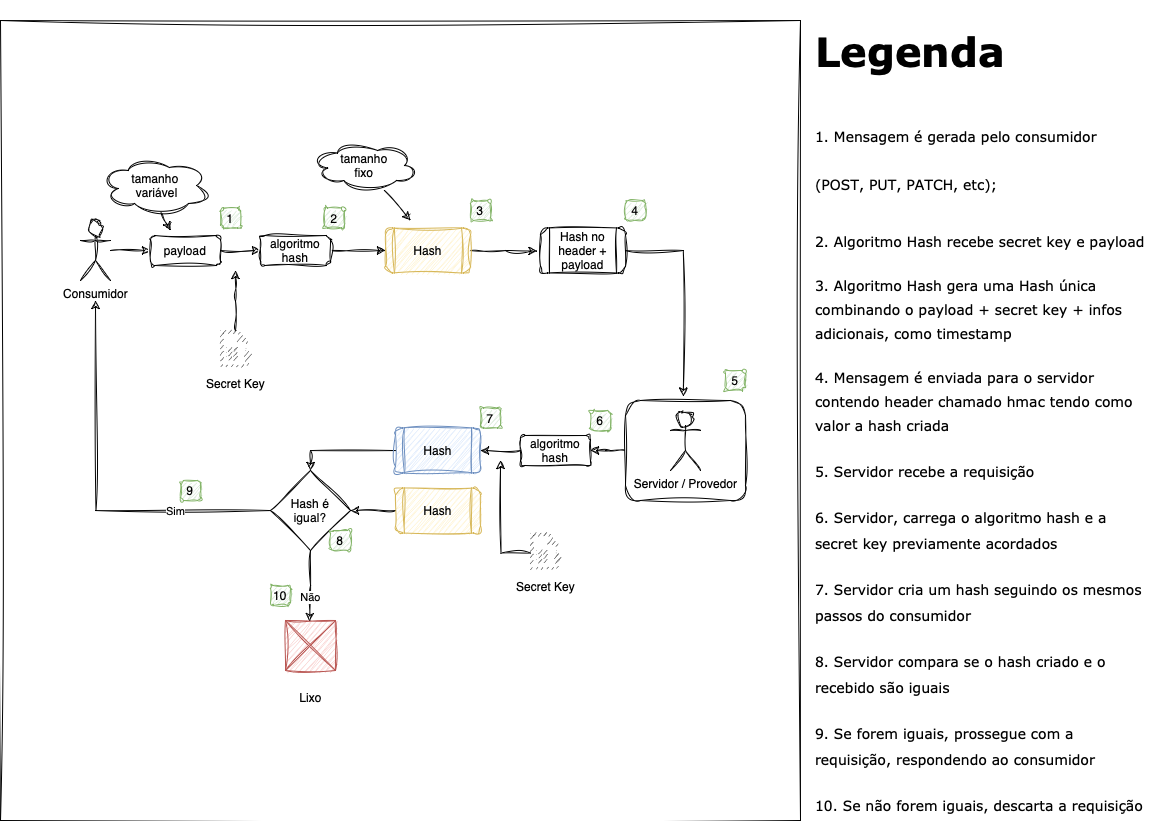 tamanho
variável
tamanho
fixo
1
2
3
4
payload
algoritmo
hash
Hash
Hash no
header +
payload
Consumidor
Secret Key
5
6
7
Servidor / Provedor
algoritmo
hash
Hash
Hash
Hash é
igual?
8
9
Sim
Secret Key
10
Não
Lixo
Legenda
1. Mensagem é gerada pelo consumidor
(POST, PUT, PATCH, etc);
2. Algoritmo Hash recebe secret key e payload
3. Algoritmo Hash gera uma Hash única
combinando o payload + secret key + infos
adicionais, como timestamp
4. Mensagem é enviada para o servidor
contendo header chamado hmac tendo como
valor a hash criada
5. Servidor recebe a requisição
6. Servidor, carrega o algoritmo hash e a
secret key previamente acordados
7. Servidor cria um hash seguindo os mesmos
passos do consumidor
8. Servidor compara se o hash criado e o
recebido são iguais
9. Se forem iguais, prossegue com a
requisição, respondendo ao consumidor
10. Se não forem iguais, descarta a requisição